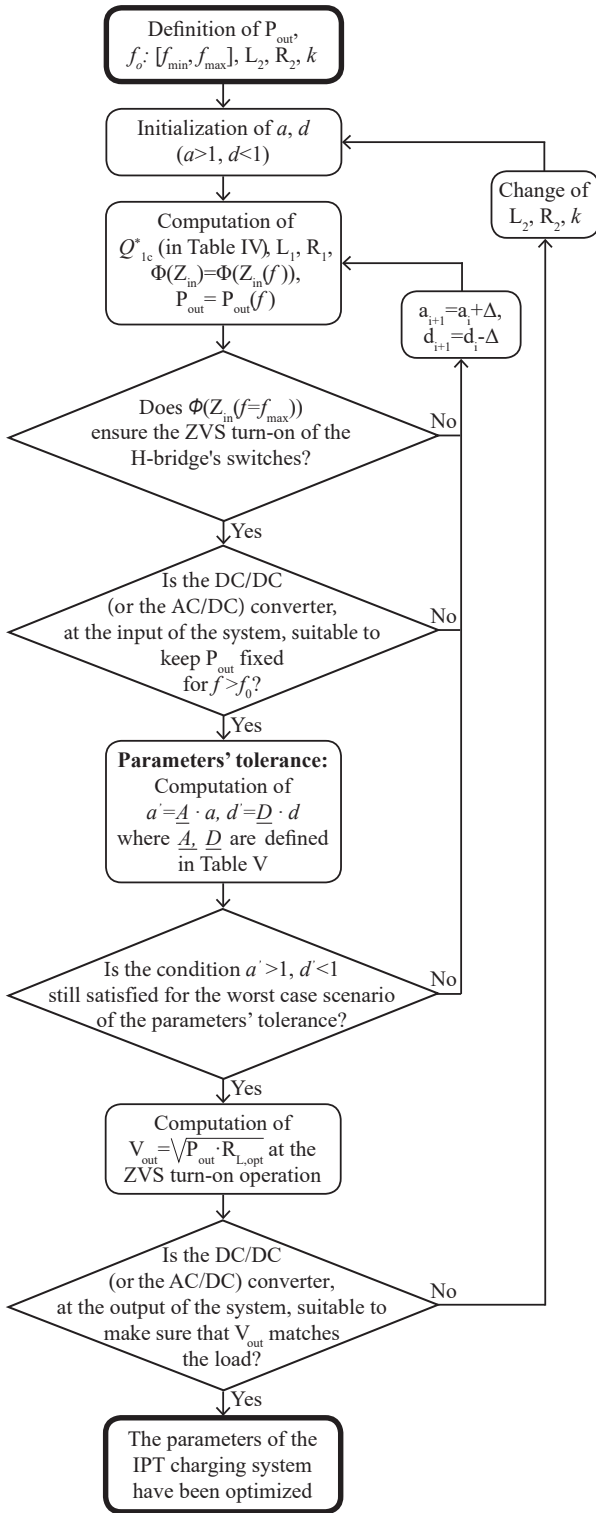 Definition of P_out,
f_o: [f_min, f_max], L_2, R_2, k
Initialization of a, d
(a>1, d<1)
Change of
L_2, R_2, k
Computation of
Q*_1c (in Table IV), L_1, R_1,
Φ(Z_in)=Φ(Z_in(f)),
P_out= P_out(f)
a_i+1=a_i+Δ,
d_i+1=d_i-Δ
Does Φ(Z_in(f=f_max))
ensure the ZVS turn-on of the
H-bridge's switches?
No
Yes
Is the DC/DC
(or the AC/DC) converter,
at the input of the system, suitable to
keep P_out fixed
for f>f_0?
No
Yes
Parameters' tolerance:
Computation of
a'=A · a, d'=D · d
where A, D are defined
in Table V
Is the condition a'>1, d'<1
still satisfied for the worst case scenario
of the parameters' tolerance?
No
Yes
Computation of
V_out=√P_out·R_L,opt at the
ZVS turn-on operation
Is the DC/DC
(or the AC/DC) converter,
at the output of the system, suitable to
make sure that V_out matches
the load?
No
Yes
The parameters of the
IPT charging system
have been optimized